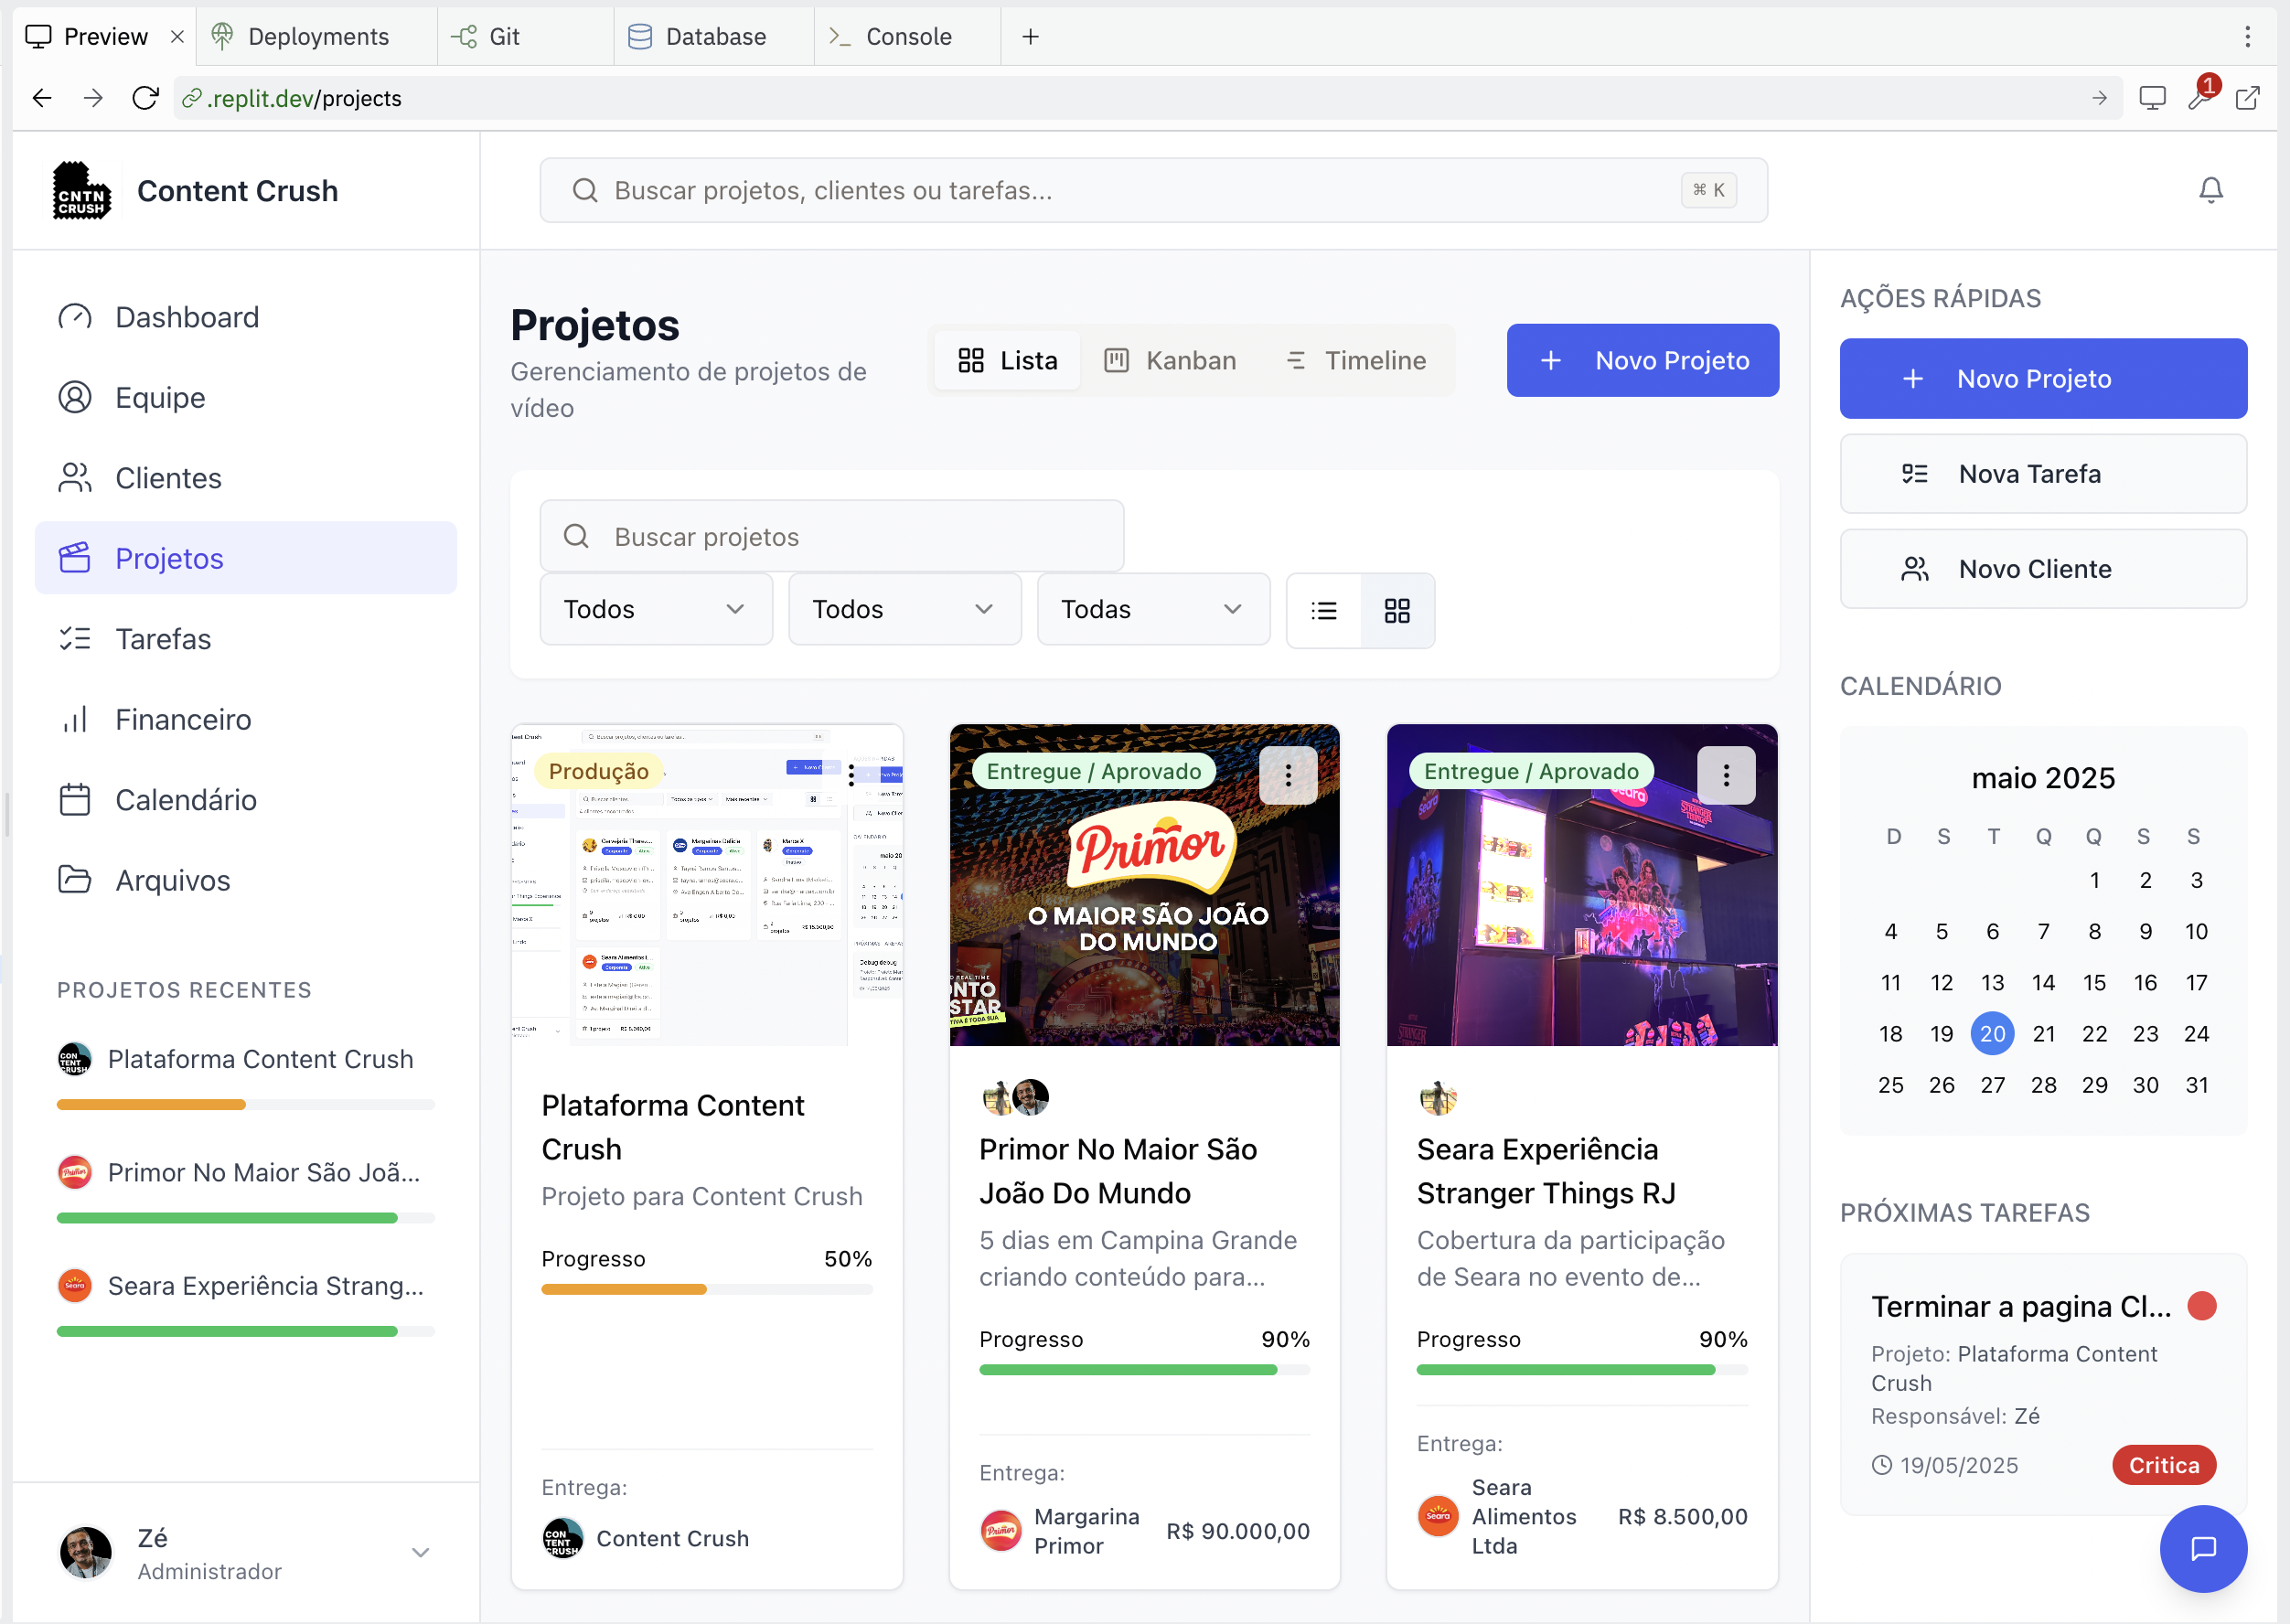 Preview
Deployments
Git
Database
Console
.replit.dev/projects
1
CNTN
CRUSH
Content Crush
Buscar projetos, clientes ou tarefas...
⌘ K
Dashboard
Equipe
Clientes
Projetos
Tarefas
Financeiro
Calendário
Arquivos
PROJETOS RECENTES
Plataforma Content Crush
Primor No Maior São Joã...
Seara Experiência Strang...
Zé
Administrador
Projetos
Gerenciamento de projetos de
vídeo
Lista
Kanban
Timeline
Novo Projeto
Buscar projetos
Todos
Todos
Todas
Produção
Plataforma Content
Crush
Projeto para Content Crush
Progresso
50%
Entrega:
CON
TENT
CRUSH
Content Crush
Entregue / Aprovado
Primor
O MAIOR SÃO JOÃO
DO MUNDO
Primor No Maior São
João Do Mundo
5 dias em Campina Grande
criando conteúdo para...
Progresso
90%
Entrega:
Margarina
Primor
R$ 90.000,00
Entregue / Aprovado
Seara
STRANGER
THINGS
Seara Experiência
Stranger Things RJ
Cobertura da participação
de Seara no evento de...
Progresso
90%
Entrega:
Seara
Seara
Alimentos
Ltda
R$ 8.500,00
AÇÕES RÁPIDAS
Novo Projeto
Nova Tarefa
Novo Cliente
CALENDÁRIO
maio 2025
D S T Q Q S S
1 2 3
4 5 6 7 8 9 10
11 12 13 14 15 16 17
18 19 20 21 22 23 24
25 26 27 28 29 30 31
PRÓXIMAS TAREFAS
Terminar a pagina Cl...
Projeto: Plataforma Content
Crush
Responsável: Zé
19/05/2025
Critica